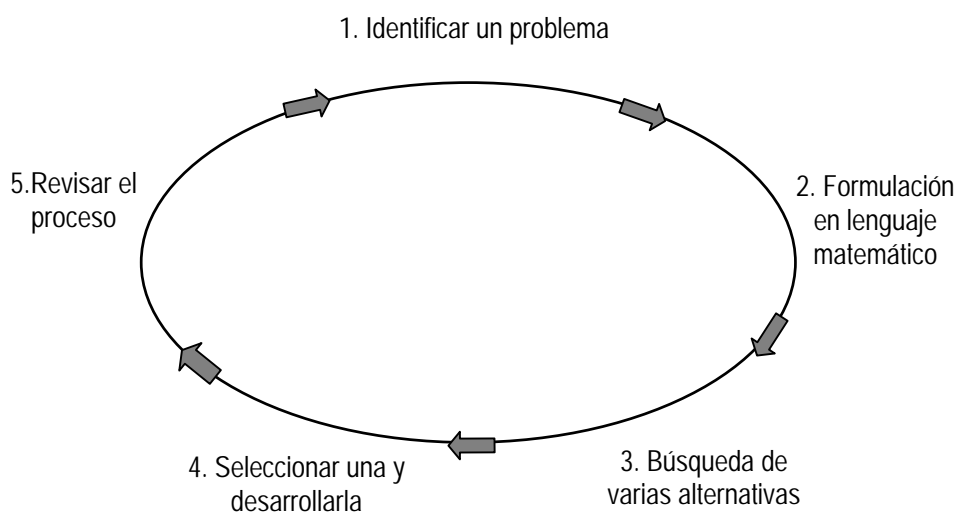 1. Identificar un problema
2. Formulación
en lenguaje
matemático
3. Búsqueda de
varias alternativas
4. Seleccionar una y
desarrollarla
5.Revisar el
proceso